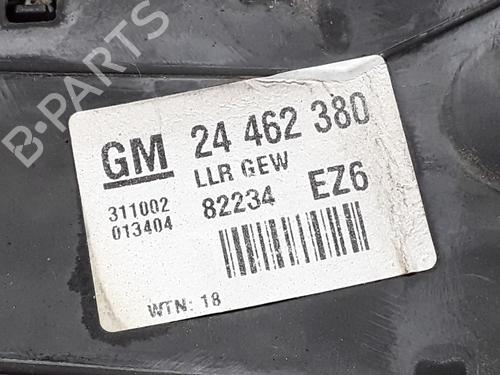 B-PARTS
GM 24 462 380
LLR GEW
311002 82234 EZ6
013404
WTN: 18